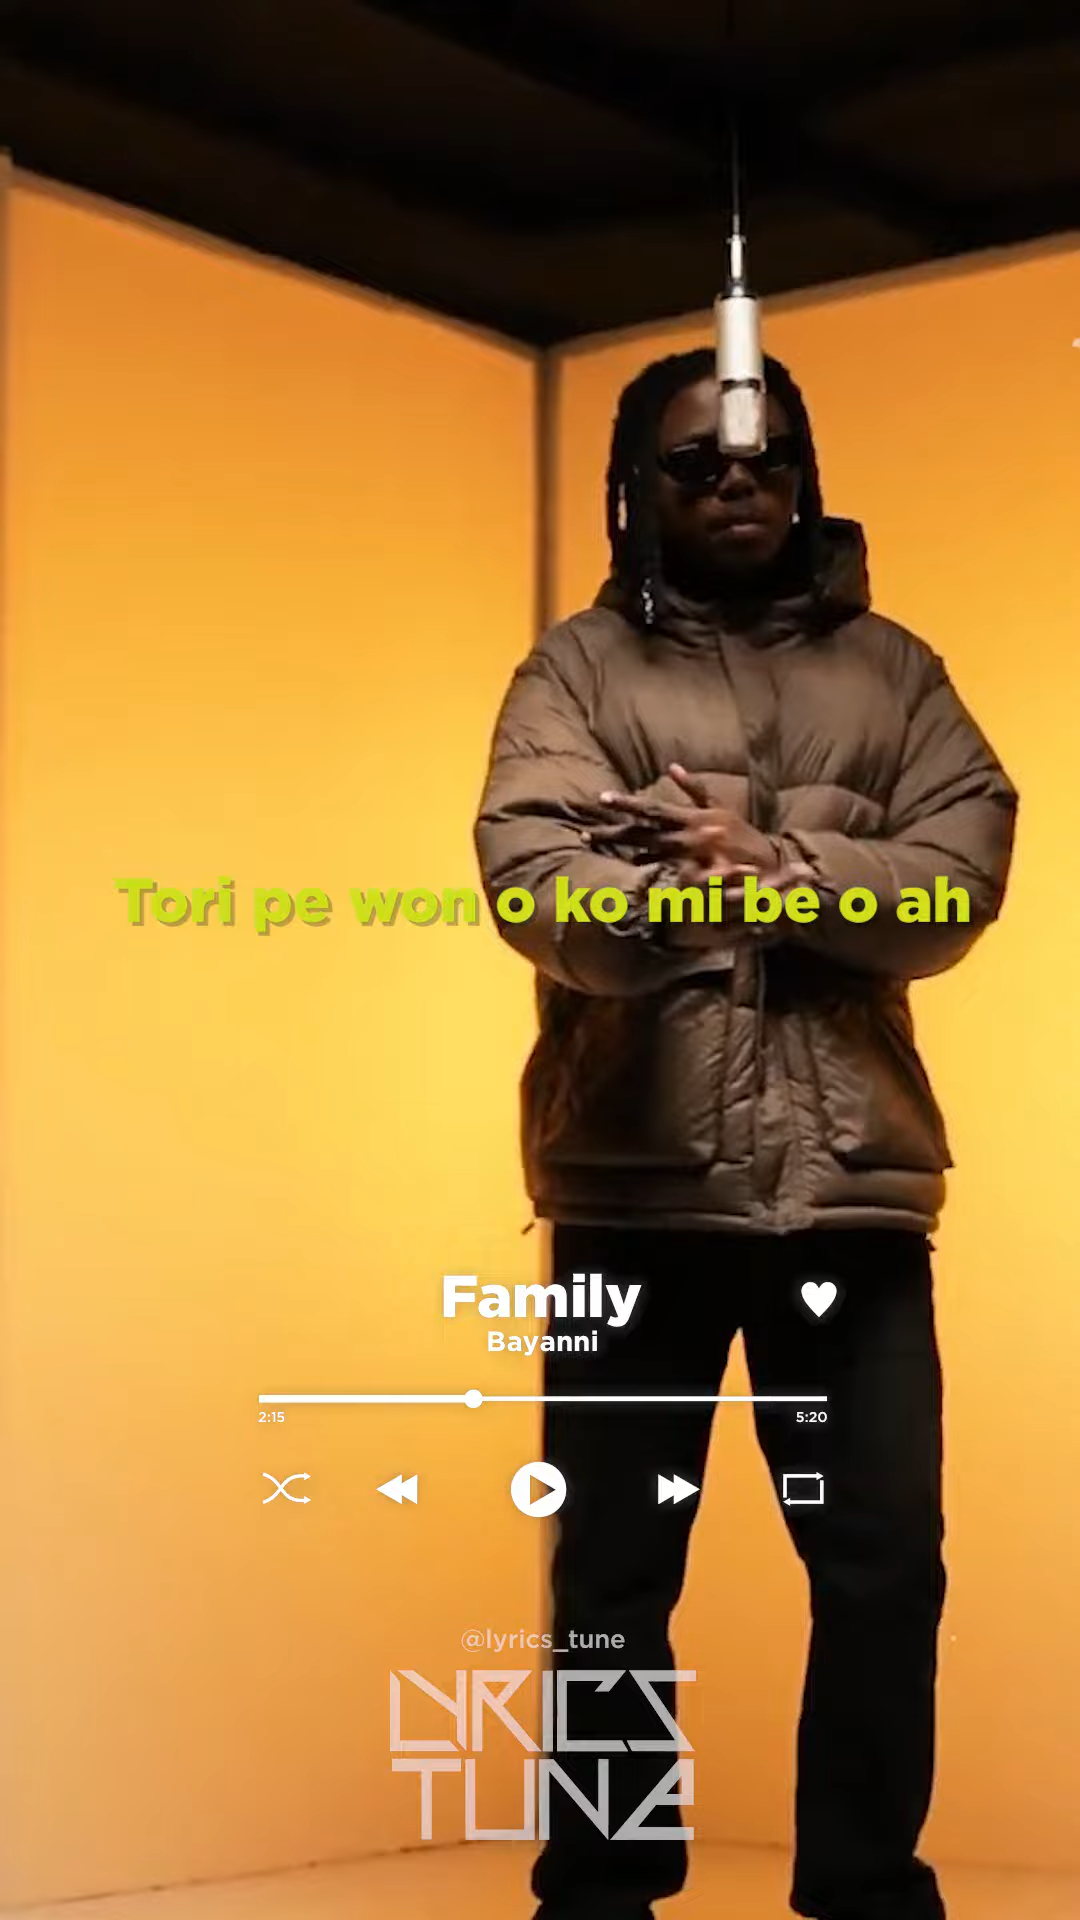 Tori pe won o ko mi be o ah
Family
Bayanni
2:15
5:20
@lyrics_tune
LYRICS
TUNE